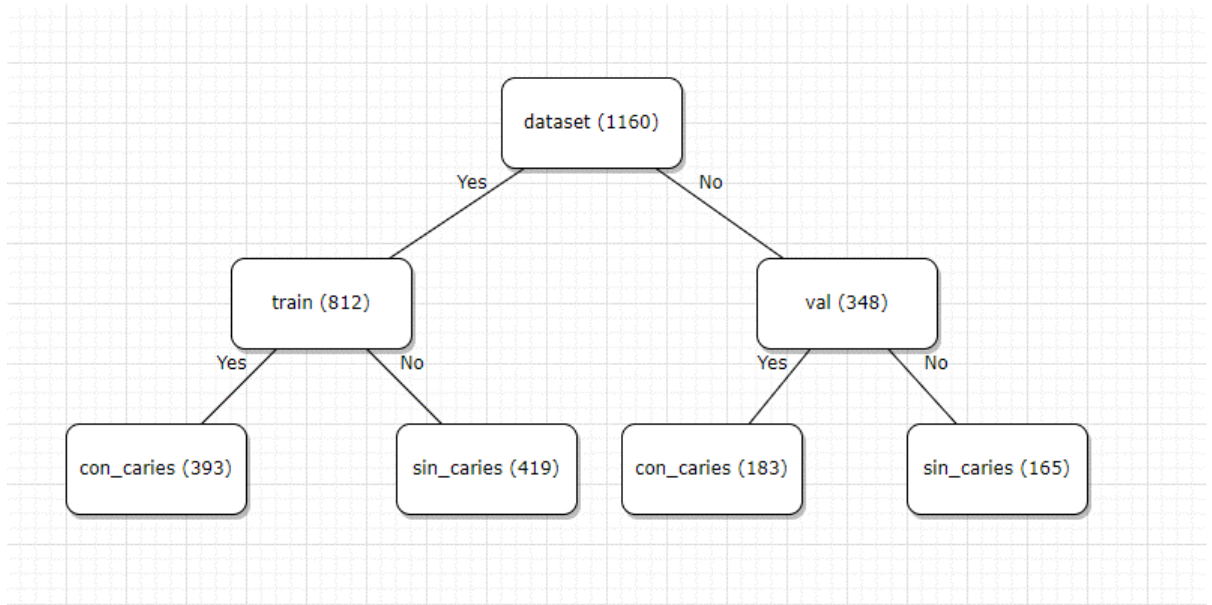 dataset (1160)
Yes
No
train (812)
val (348)
Yes
No
Yes
No
con_caries (393)
sin_caries (419)
con_caries (183)
sin_caries (165)